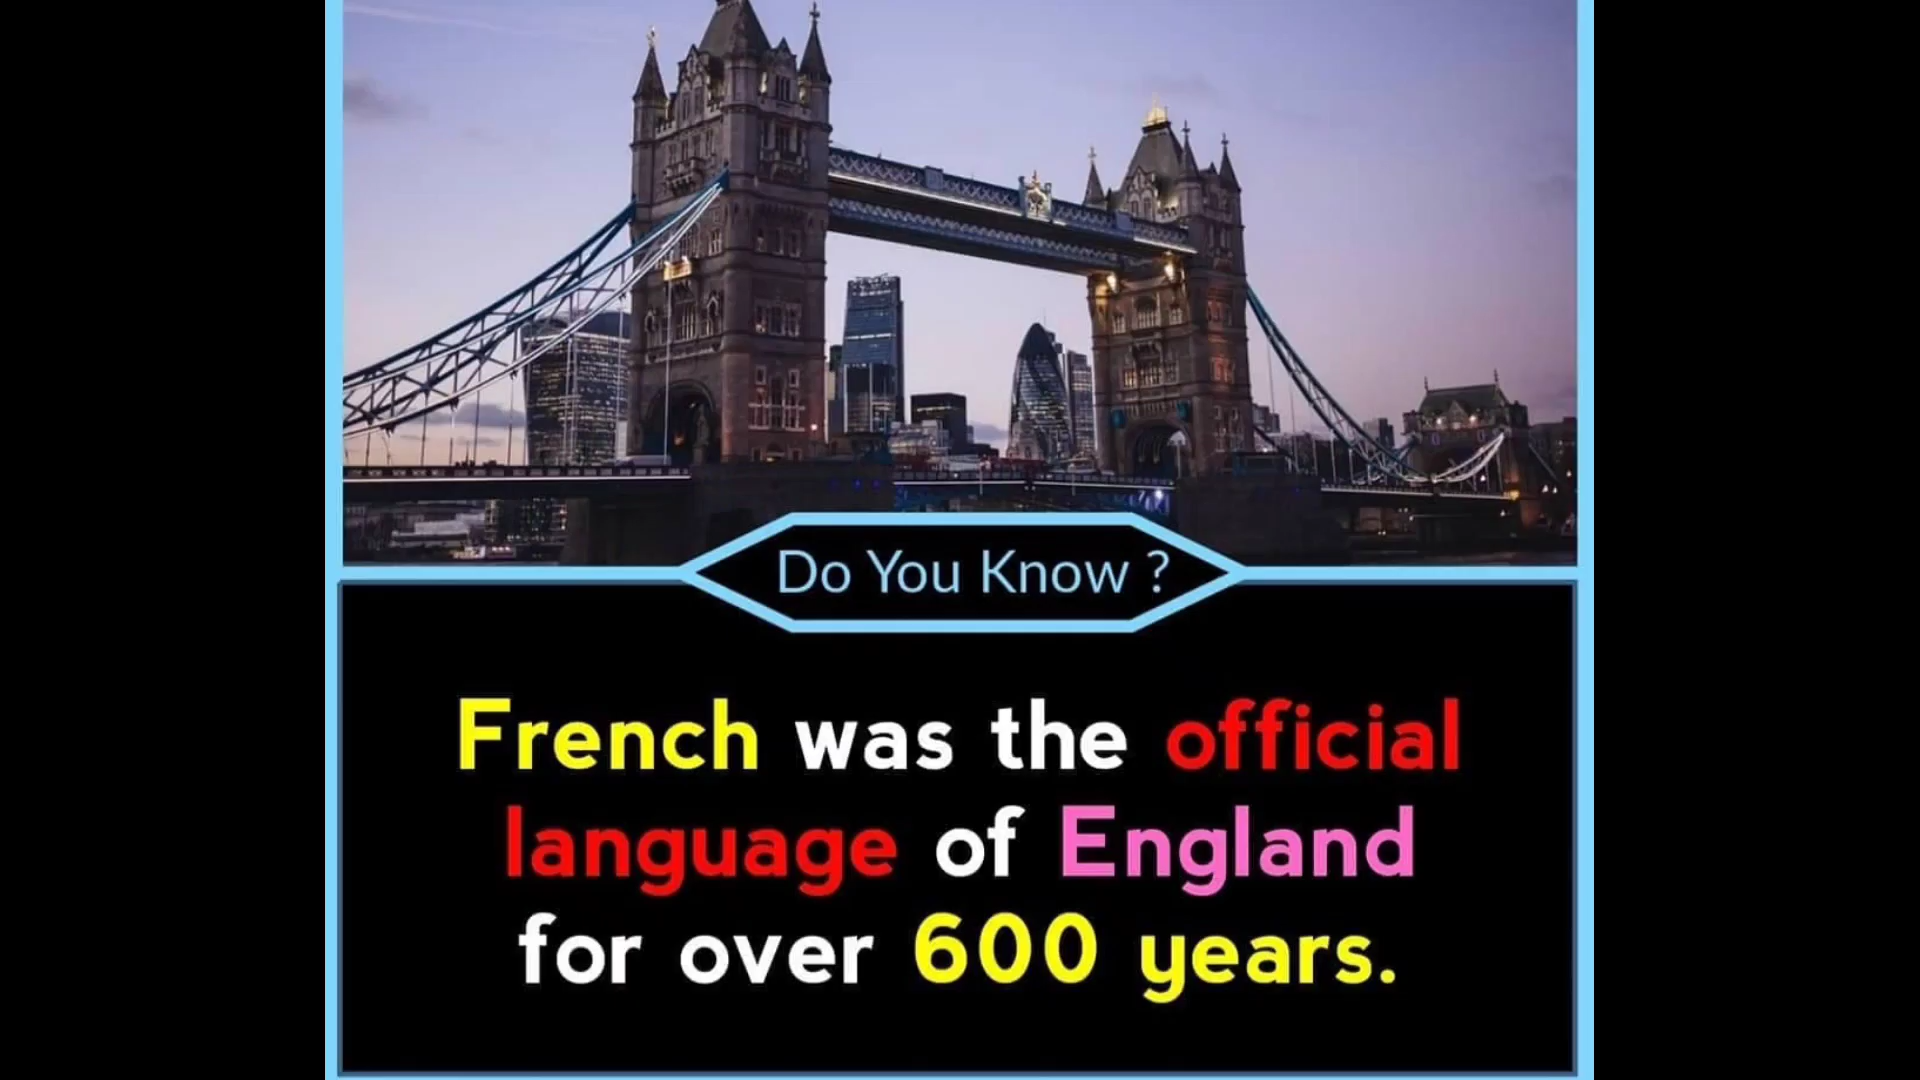 Do You Know ?
French was the official
language of England
for over 600 years.